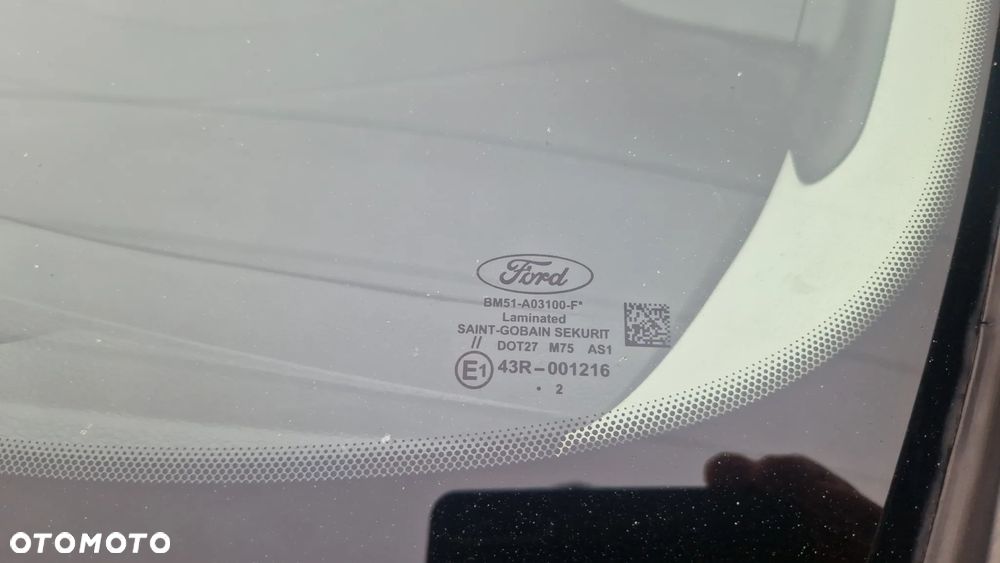 Ford
BM51-A03100-F*
Laminated
SAINT-GOBAIN SEKURIT
// DOT27 M75 AS1
E1 43R-001216
. 2
OTOMOTO